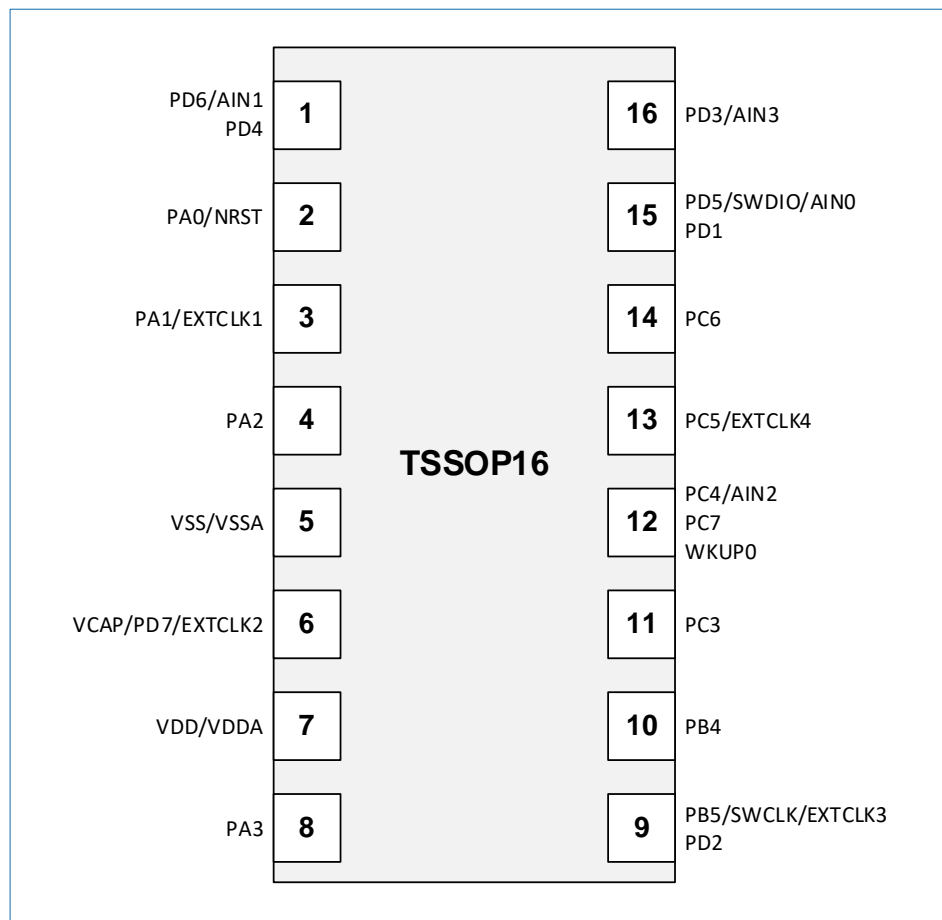 PD6/AIN1
PD4
1
PA0/NRST
2
PA1/EXTCLK1
3
PA2
4
VSS/VSSA
5
VCAP/PD7/EXTCLK2
6
VDD/VDDA
7
PA3
8
TSSOP16
16
PD3/AIN3
15
PD5/SWDIO/AIN0
PD1
14
PC6
13
PC5/EXTCLK4
12
PC4/AIN2
PC7
WKUP0
11
PC3
10
PB4
9
PB5/SWCLK/EXTCLK3
PD2